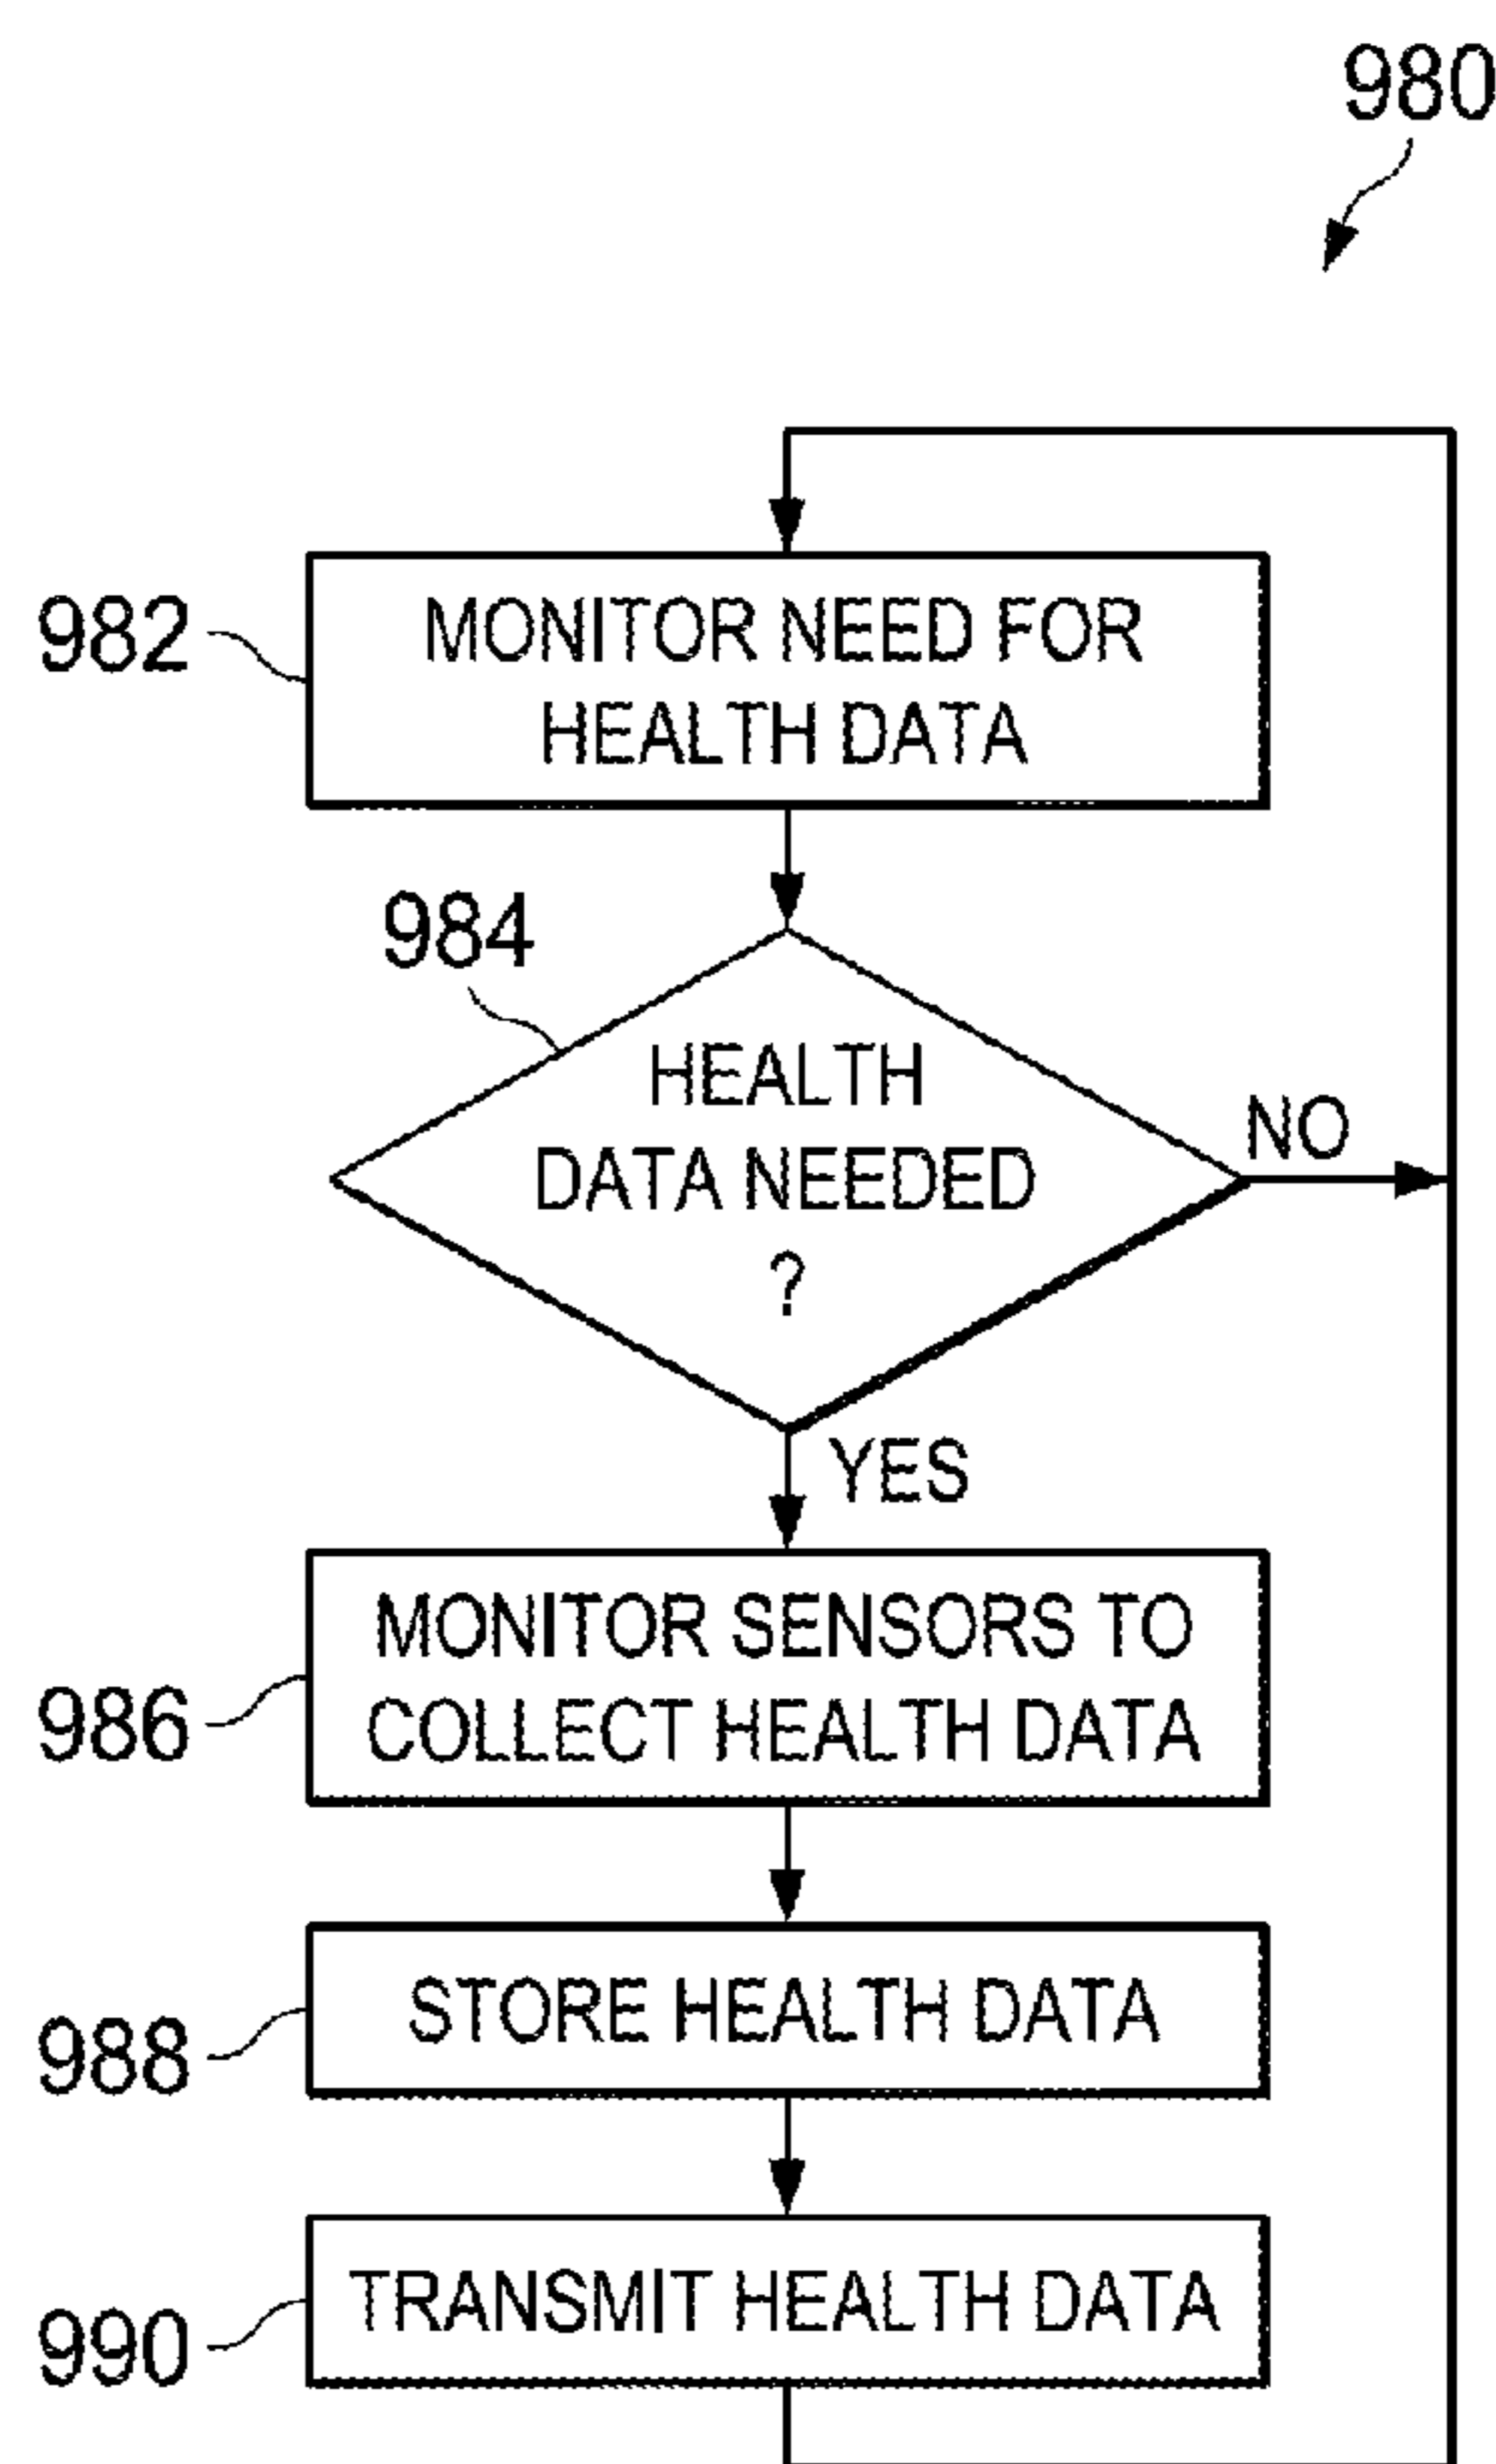 980
982
MONITOR NEED FOR
HEALTH DATA
984
HEALTH
DATA NEEDED
?
NO
YES
986
MONITOR SENSORS TO
COLLECT HEALTH DATA
988
STORE HEALTH DATA
990
TRANSMIT HEALTH DATA